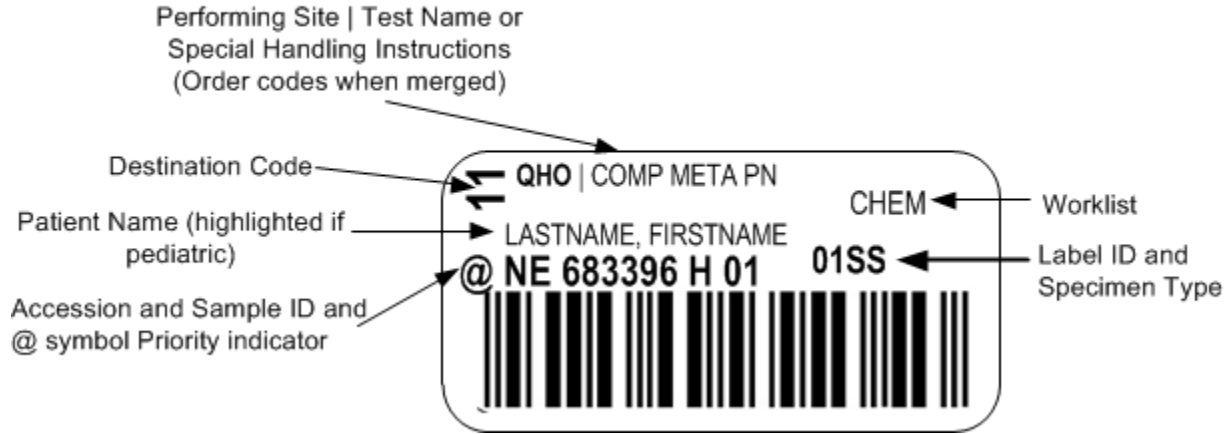 Performing Site | Test Name or
Special Handling Instructions
(Order codes when merged)
Destination Code
11
QHO | COMP META PN
CHEM
Worklist
Patient Name (highlighted if
pediatric)
LASTNAME, FIRSTNAME
@ NE 683396 H 01
01SS
Label ID and
Specimen Type
Accession and Sample ID and
@ symbol Priority indicator